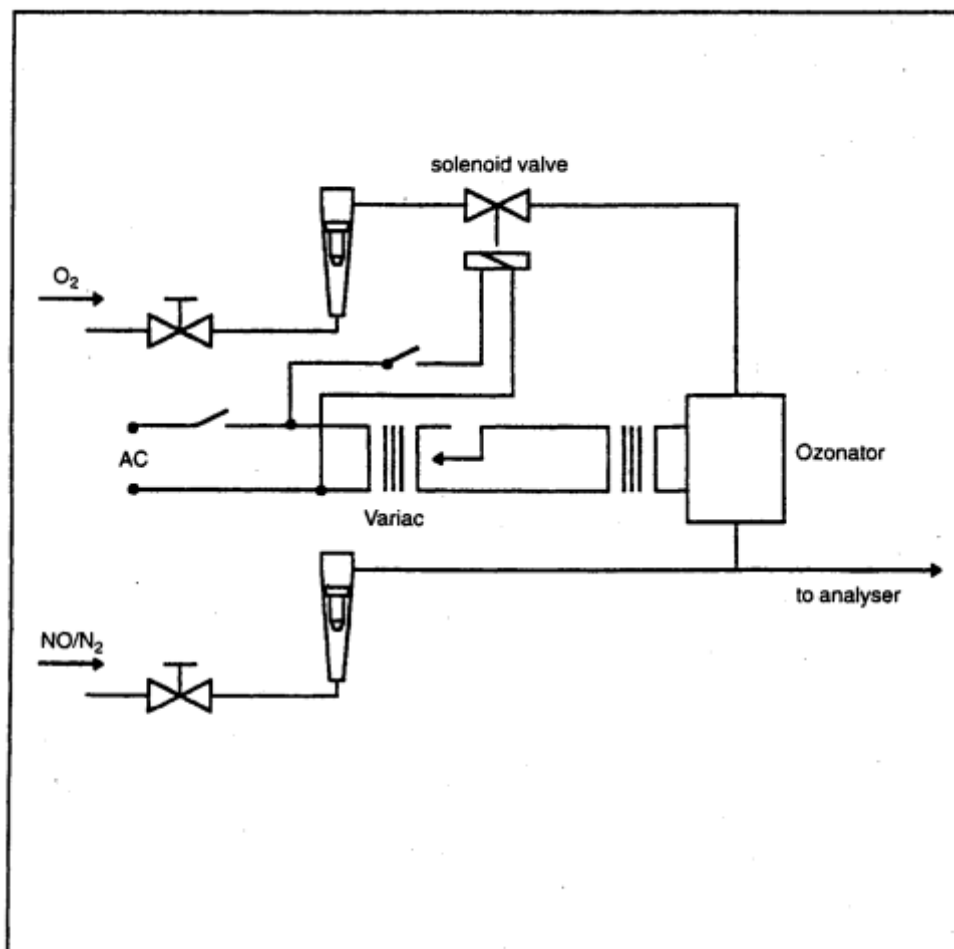 solenoid valve
O₂
AC
Ozonator
Variac
to analyser
NO/N₂